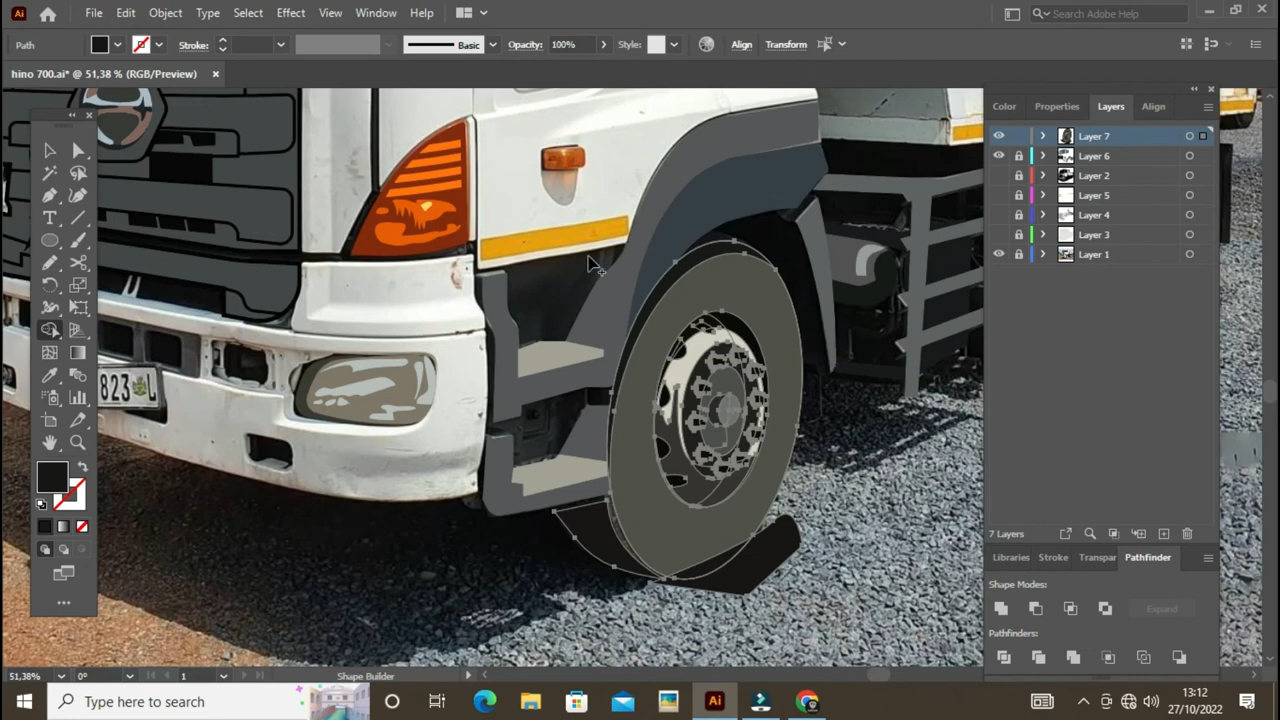 Ai
File Edit Object Type Select Effect View Window Help
Search Adobe Help
Path Stroke: Basic Opacity: 100% Style: Align Transform
hino 700.ai* @ 51,38 % (RGB/Preview)
Color Properties Layers Align
Layer 7
Layer 6
Layer 2
Layer 5
Layer 4
Layer 3
Layer 1
823
7 Layers
Libraries Stroke Transpar Pathfinder
Shape Modes:
Expand
Pathfinders:
51,38% 0° 1 Shape Builder
Type here to search
Ai
13:12
27/10/2022